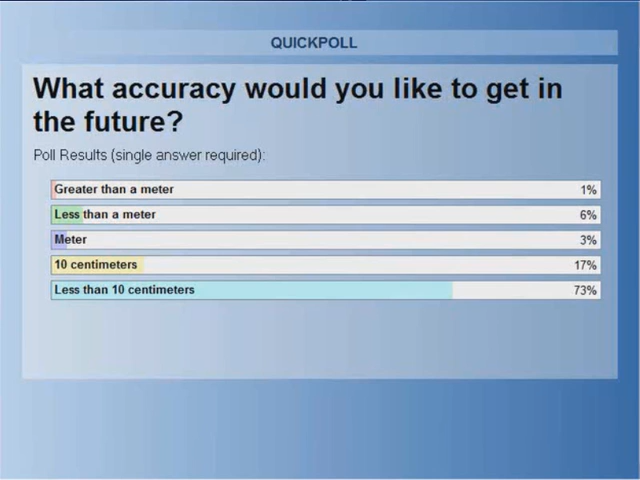 QUICKPOLL
What accuracy would you like to get in
the future?
Poll Results (single answer required):
Greater than a meter 1%
Less than a meter 6%
Meter 3%
10 centimeters 17%
Less than 10 centimeters 73%